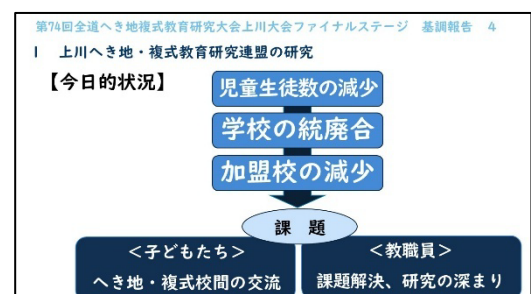 第74回全道へき地複式教育研究大会上川大会ファイナルステージ 基調報告 4
Ⅰ 上川へき地・複式教育研究連盟の研究
【今日的状況】
児童生徒数の減少
学校の統廃合
加盟校の減少
課 題
<子どもたち>
へき地・複式校間の交流
<教職員>
課題解決、研究の深まり